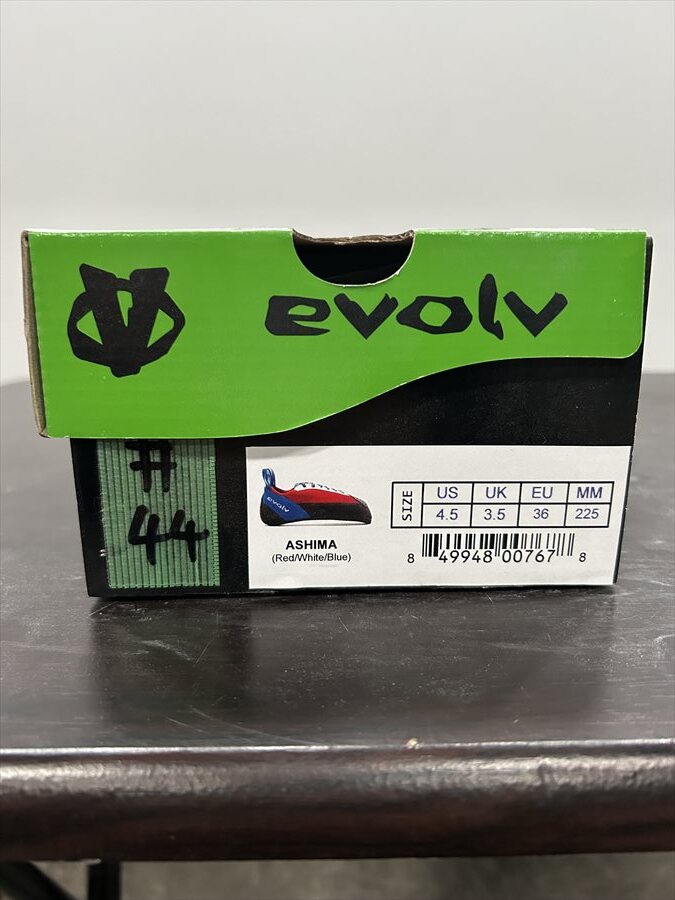 evolv
#
44
evolv
ASHIMA
(Red/White/Blue)
SIZE
US UK EU MM
4.5 3.5 36 225
8 49948 00767 8